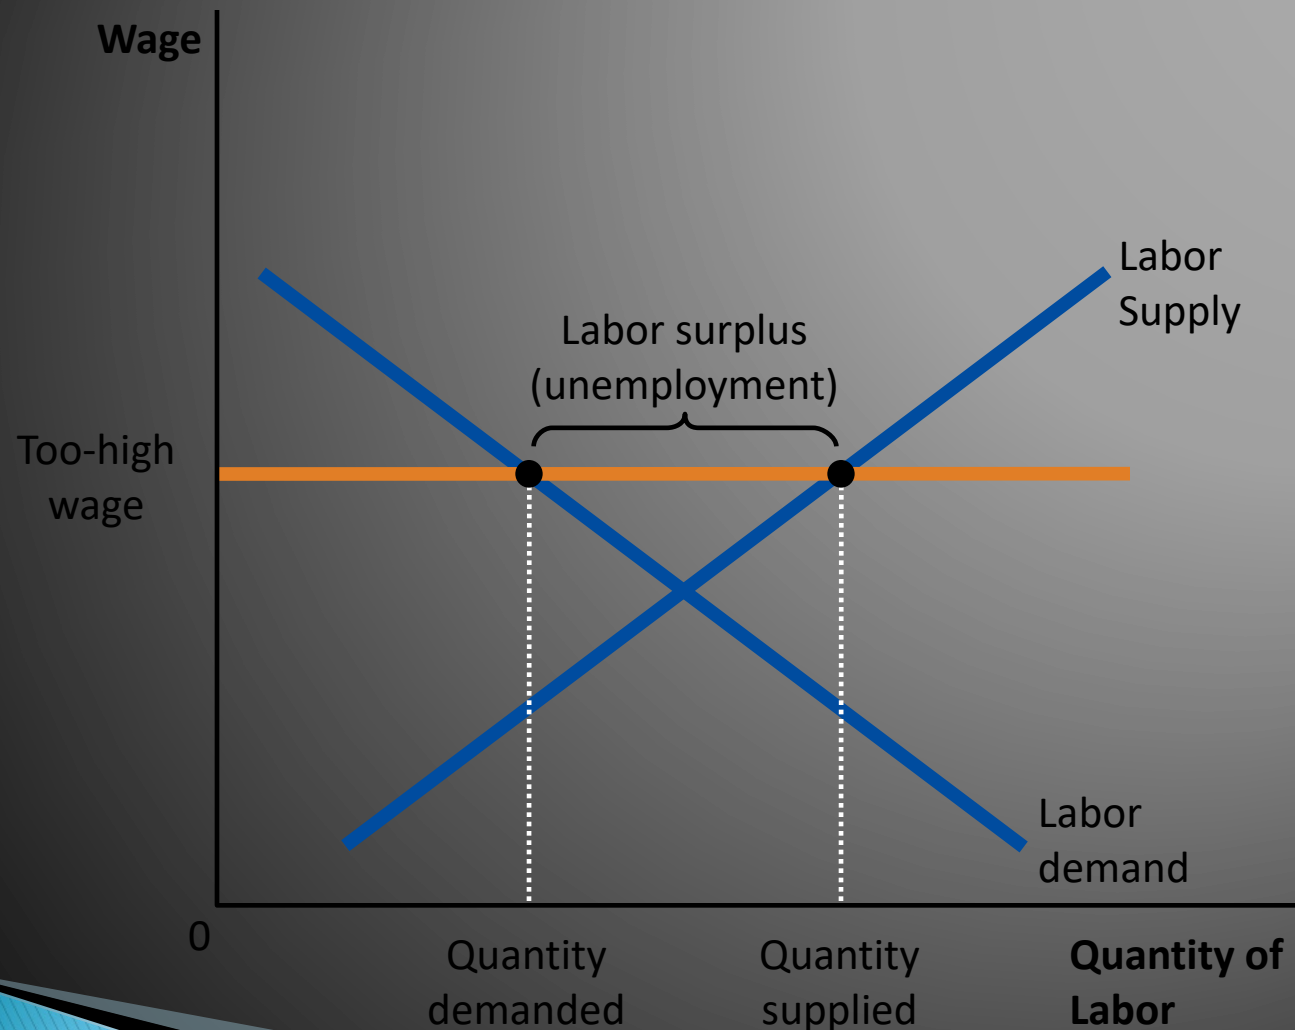 Wage
Labor
Supply
Labor surplus
(unemployment)
Too-high
wage
Labor
demand
0
Quantity
demanded
Quantity
supplied
Quantity of
Labor